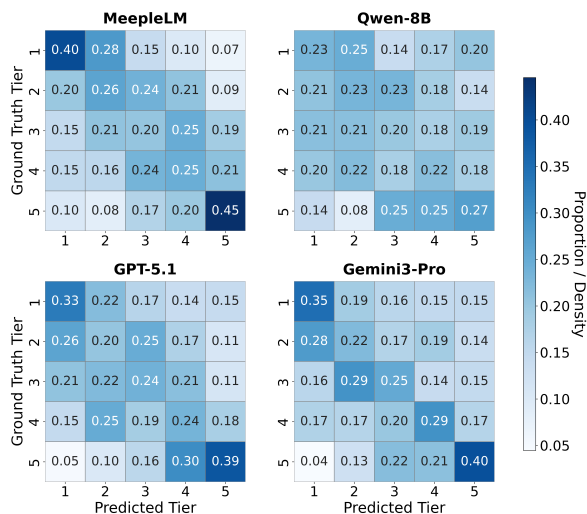 MeepleLM
Qwen-8B
1 0.40 0.28 0.15 0.10 0.07
2 0.20 0.26 0.24 0.21 0.09
3 0.15 0.21 0.20 0.25 0.19
4 0.15 0.16 0.24 0.25 0.21
5 0.10 0.08 0.17 0.20 0.45
1 2 3 4 5
Ground Truth Tier
1 0.23 0.25 0.14 0.17 0.20
2 0.21 0.23 0.23 0.18 0.14
3 0.21 0.21 0.20 0.18 0.19
4 0.20 0.22 0.18 0.22 0.18
5 0.14 0.08 0.25 0.25 0.27
1 2 3 4 5
GPT-5.1
Gemini3-Pro
1 0.33 0.22 0.17 0.14 0.15
2 0.26 0.20 0.25 0.17 0.11
3 0.21 0.22 0.24 0.21 0.11
4 0.15 0.25 0.19 0.24 0.18
5 0.05 0.10 0.16 0.30 0.39
1 2 3 4 5
Ground Truth Tier
Predicted Tier
1 0.35 0.19 0.16 0.15 0.15
2 0.28 0.22 0.17 0.19 0.14
3 0.16 0.29 0.25 0.14 0.15
4 0.17 0.17 0.20 0.29 0.17
5 0.04 0.13 0.22 0.21 0.40
1 2 3 4 5
Predicted Tier
0.40
0.35
0.30
0.25
0.20
0.15
0.10
0.05
Proportion / Density